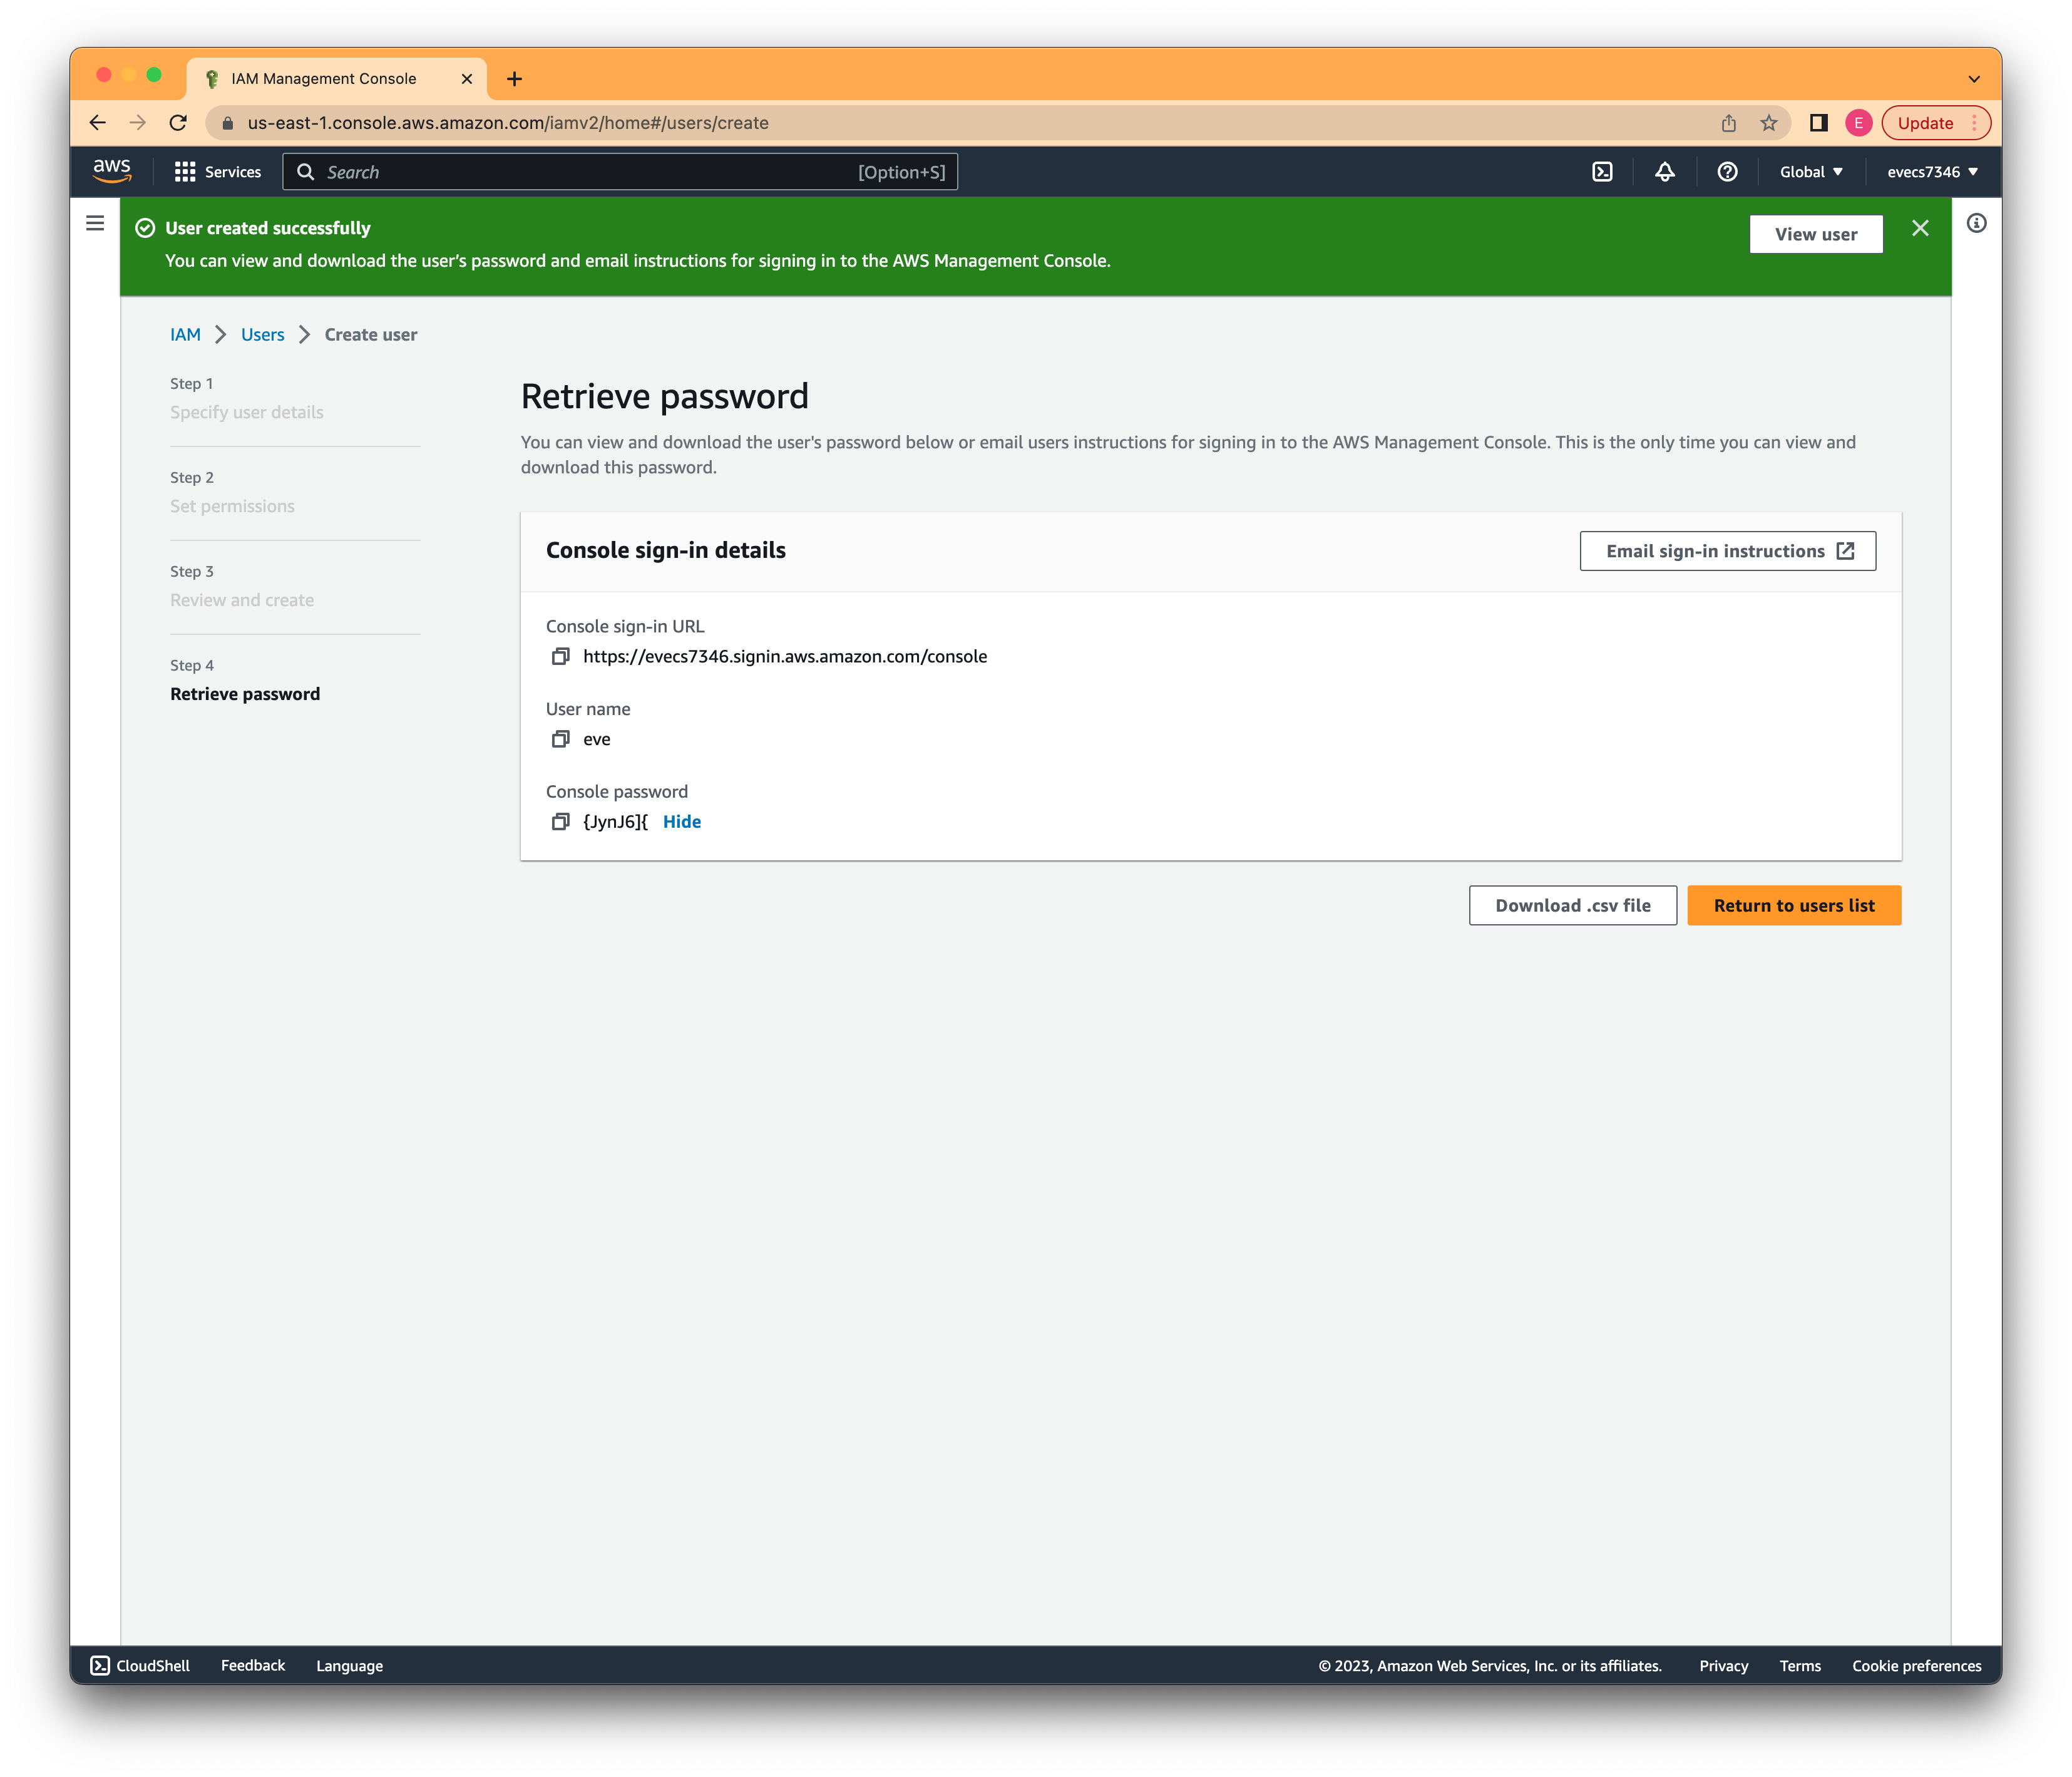 IAM Management Console
us-east-1.console.aws.amazon.com/iamv2/home#/users/create
E
Update
aws
Services
Search
[Option+S]
Global
evecs7346
User created successfully
You can view and download the user's password and email instructions for signing in to the AWS Management Console.
View user
IAM
Users
Create user
Step 1
Specify user details
Step 2
Set permissions
Step 3
Review and create
Step 4
Retrieve password
Retrieve password
You can view and download the user's password below or email users instructions for signing in to the AWS Management Console. This is the only time you can view and
download this password.
Console sign-in details
Email sign-in instructions
Console sign-in URL
https://evecs7346.signin.aws.amazon.com/console
User name
eve
Console password
{JynJ6]{ Hide
Download .csv file
Return to users list
CloudShell
Feedback
Language
© 2023, Amazon Web Services, Inc. or its affiliates.
Privacy
Terms
Cookie preferences